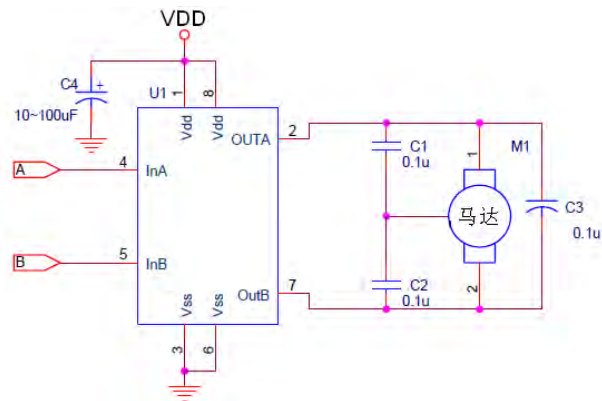 VDD
C4
+
10~100uF
U1
1
8
Vdd
Vdd
OUTA
2
A
4
InA
C1
0.1u
1
M1
马达
C3
0.1u
B
5
InB
C2
0.1u
2
OutB
7
Vss
Vss
3
6